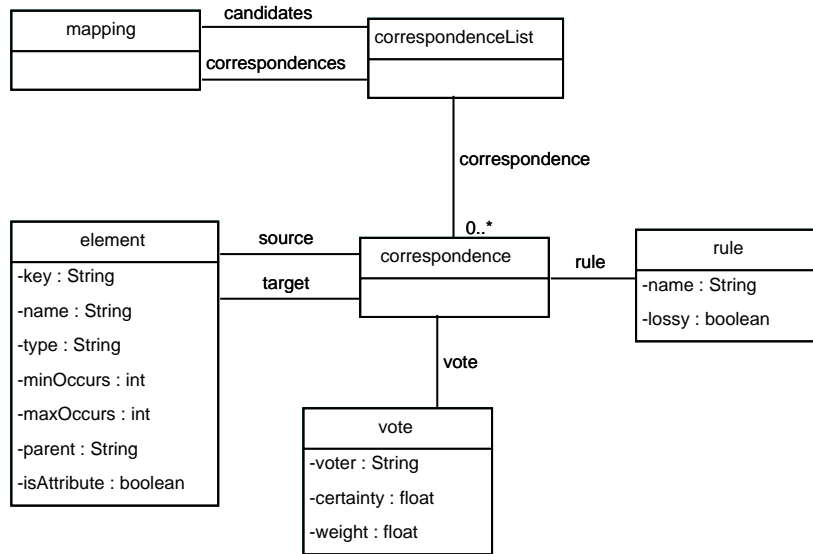 mapping
candidates
correspondences
correspondenceList
correspondence
0..*
element
-key : String
-name : String
-type : String
-minOccurs : int
-maxOccurs : int
-parent : String
-isAttribute : boolean
source
target
correspondence
rule
rule
-name : String
-lossy : boolean
vote
vote
-voter : String
-certainty : float
-weight : float